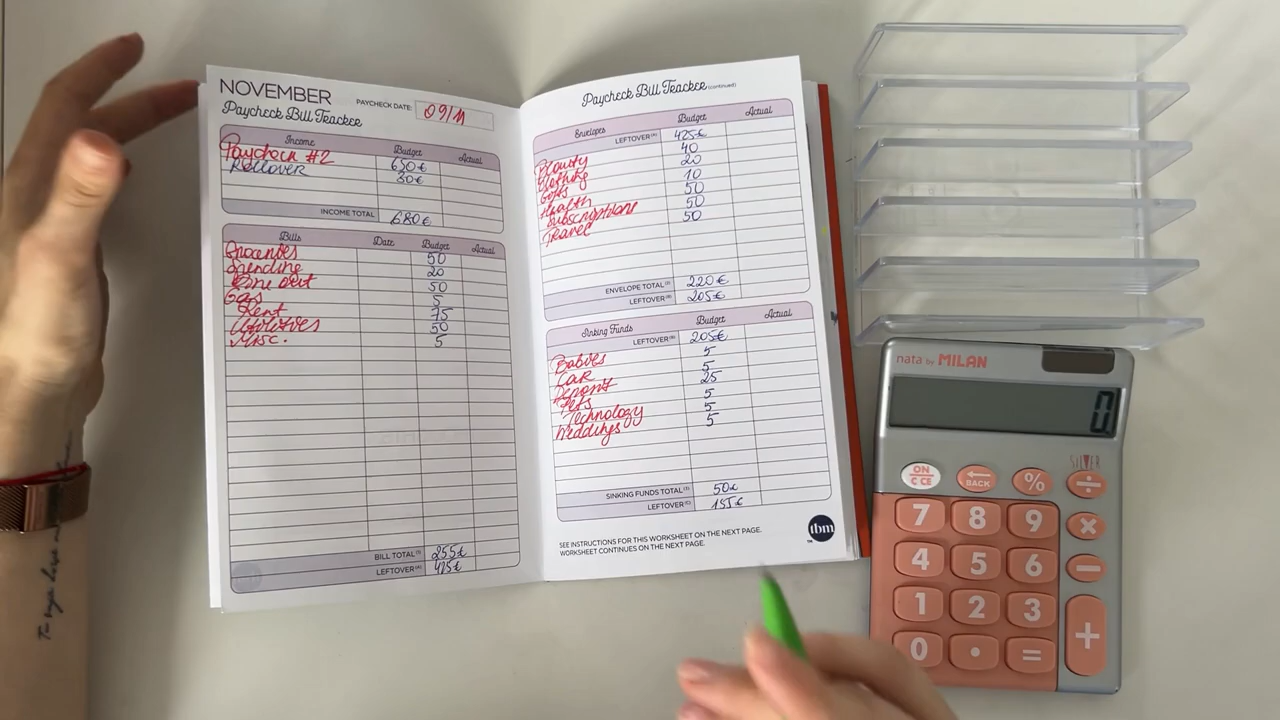 NOVEMBER
Paycheck Bill Tracker
PAYCHECK DATE: 09/11
Income Budget Actual
Paycheck #2 650€
Rollover 30€
INCOME TOTAL 680€
Bills Date Budget Actual
Groceries 50
Spending 20
50
Gas 5
Rent 75
Utilities 50
Misc. 5
BILL TOTAL (1) 255€
LEFTOVER (A) 425€
Paycheck Bill Tracker (continued)
Envelopes Budget Actual
LEFTOVER (A) 425€
Beauty 40
Clothing 20
Gifts 10
Health 50
Subscriptions 50
Travel 50
ENVELOPE TOTAL (2) 220€
LEFTOVER (B) 205€
Sinking Funds Budget Actual
LEFTOVER (B) 205€
Babies 5
Car 5
Deposit 25
Pets 5
Technology 5
Weddings 5
SINKING FUNDS TOTAL (3) 50€
LEFTOVER (C) 155€
SEE INSTRUCTIONS FOR THIS WORKSHEET ON THE NEXT PAGE.
WORKSHEET CONTINUES ON THE NEXT PAGE.
tbm
nata by MILAN
0
SILVER
ON C/CE BACK % ÷
7 8 9 ×
4 5 6 −
1 2 3 +
0 . =